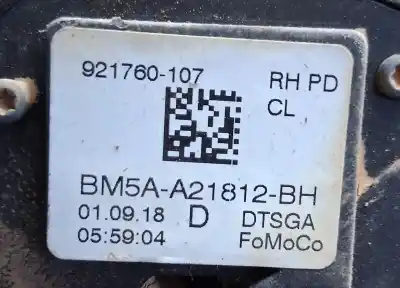 921760-107 RH PD
CL
BM5A-A21812-BH
01.09.18 D DTSGA
05:59:04 FoMoCo